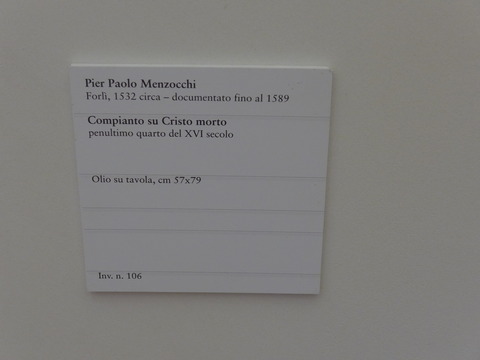 Pier Paolo Menzocchi
Forlì, 1532 circa – documentato fino al 1589
Compianto su Cristo morto
penultimo quarto del XVI secolo
Olio su tavola, cm 57x79
Inv. n. 106